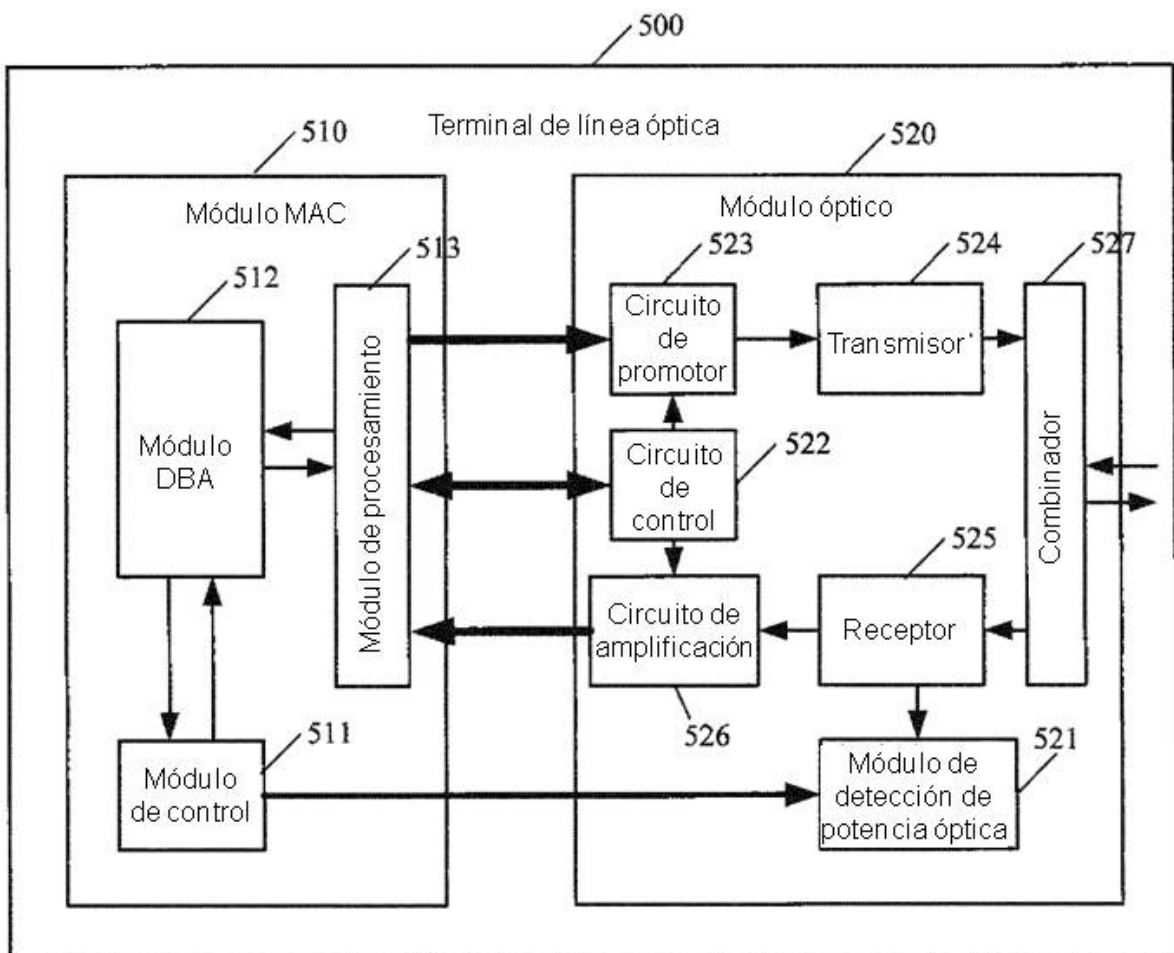 500
Terminal de línea óptica
510
520
Módulo MAC
Módulo óptico
513
523
524
527
512
Circuito
de
promotor
Transmisor
Módulo de procesamiento
Módulo
DBA
Circuito
de
control
522
Combinador
525
Circuito de
amplificación
Receptor
526
511
521
Módulo
de control
Módulo de
detección de
potencia óptica